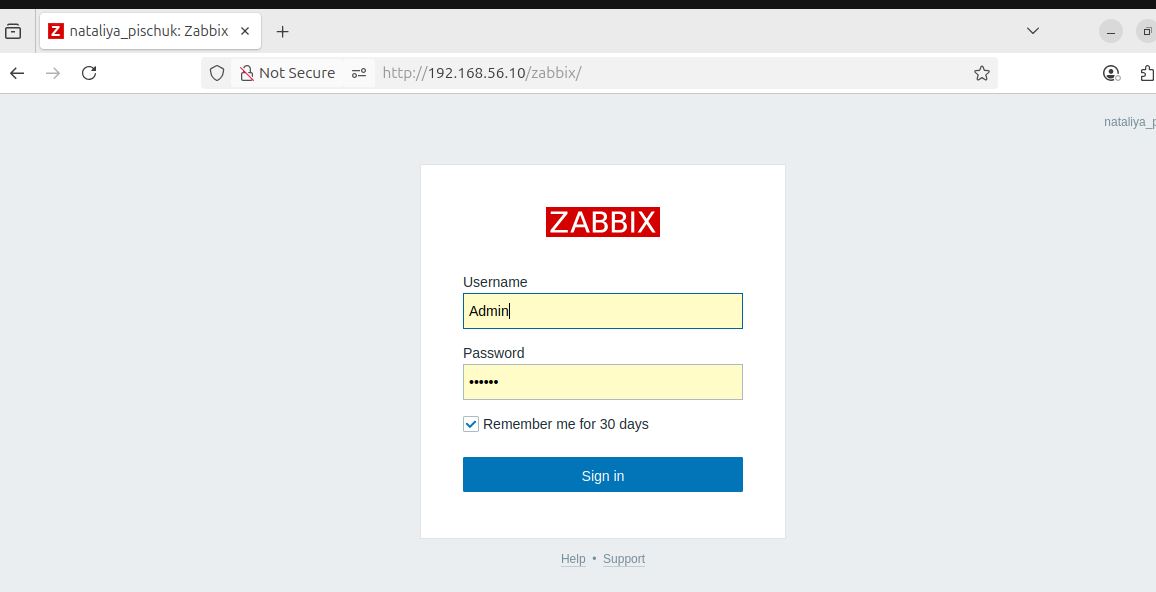 Z nataliya_pischuk: Zabbix
Not Secure http://192.168.56.10/zabbix/
nataliya_p
ZABBIX
Username
Admin
Password
••••••
Remember me for 30 days
Sign in
Help • Support